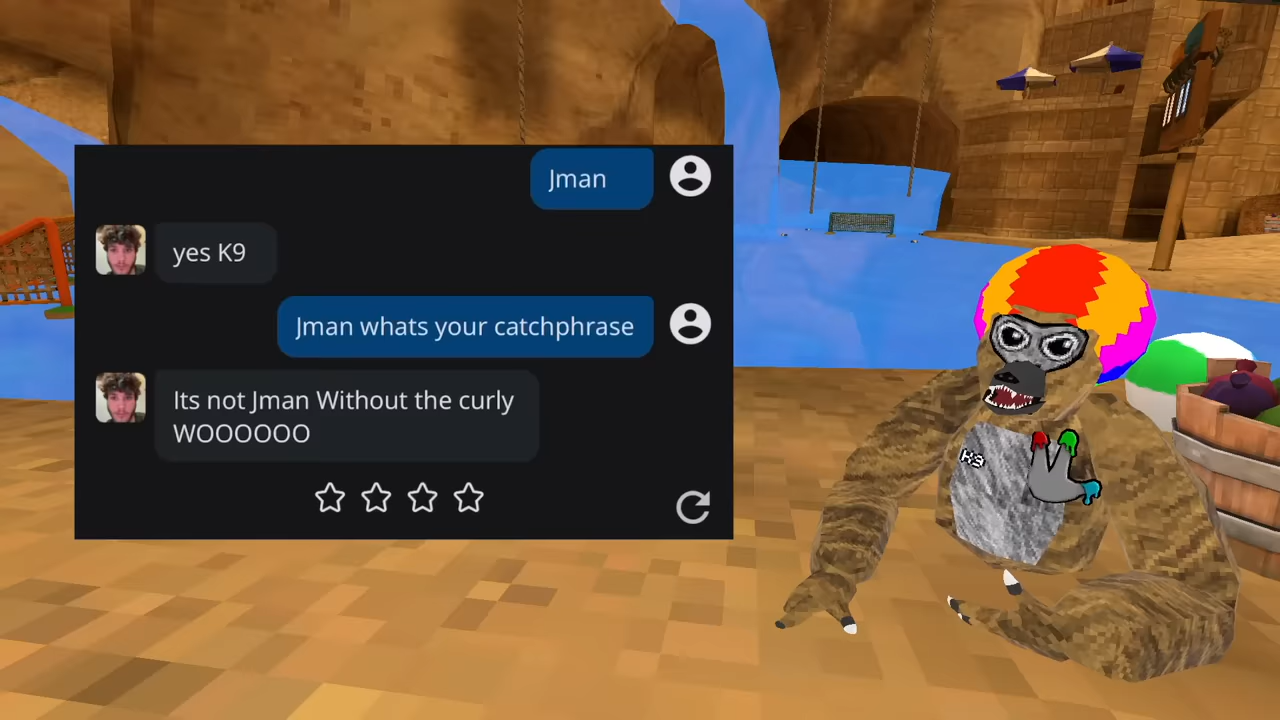 Jman
yes K9
Jman whats your catchphrase
Its not Jman Without the curly
WOOOOOO
K9